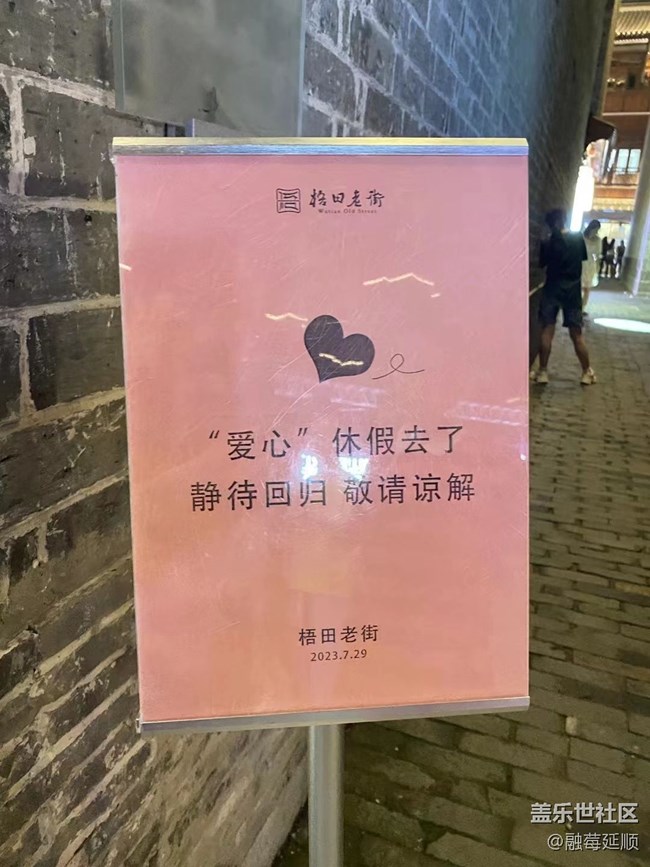 梧田老街
Wutian Old Street
“爱心” 休假去了
静待回归 敬请谅解
梧田老街
2023.7.29
盖乐世社区
@融莓延顺